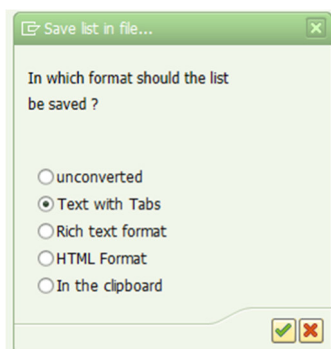 Save list in file...
In which format should the list
be saved ?
unconverted
Text with Tabs
Rich text format
HTML Format
In the clipboard